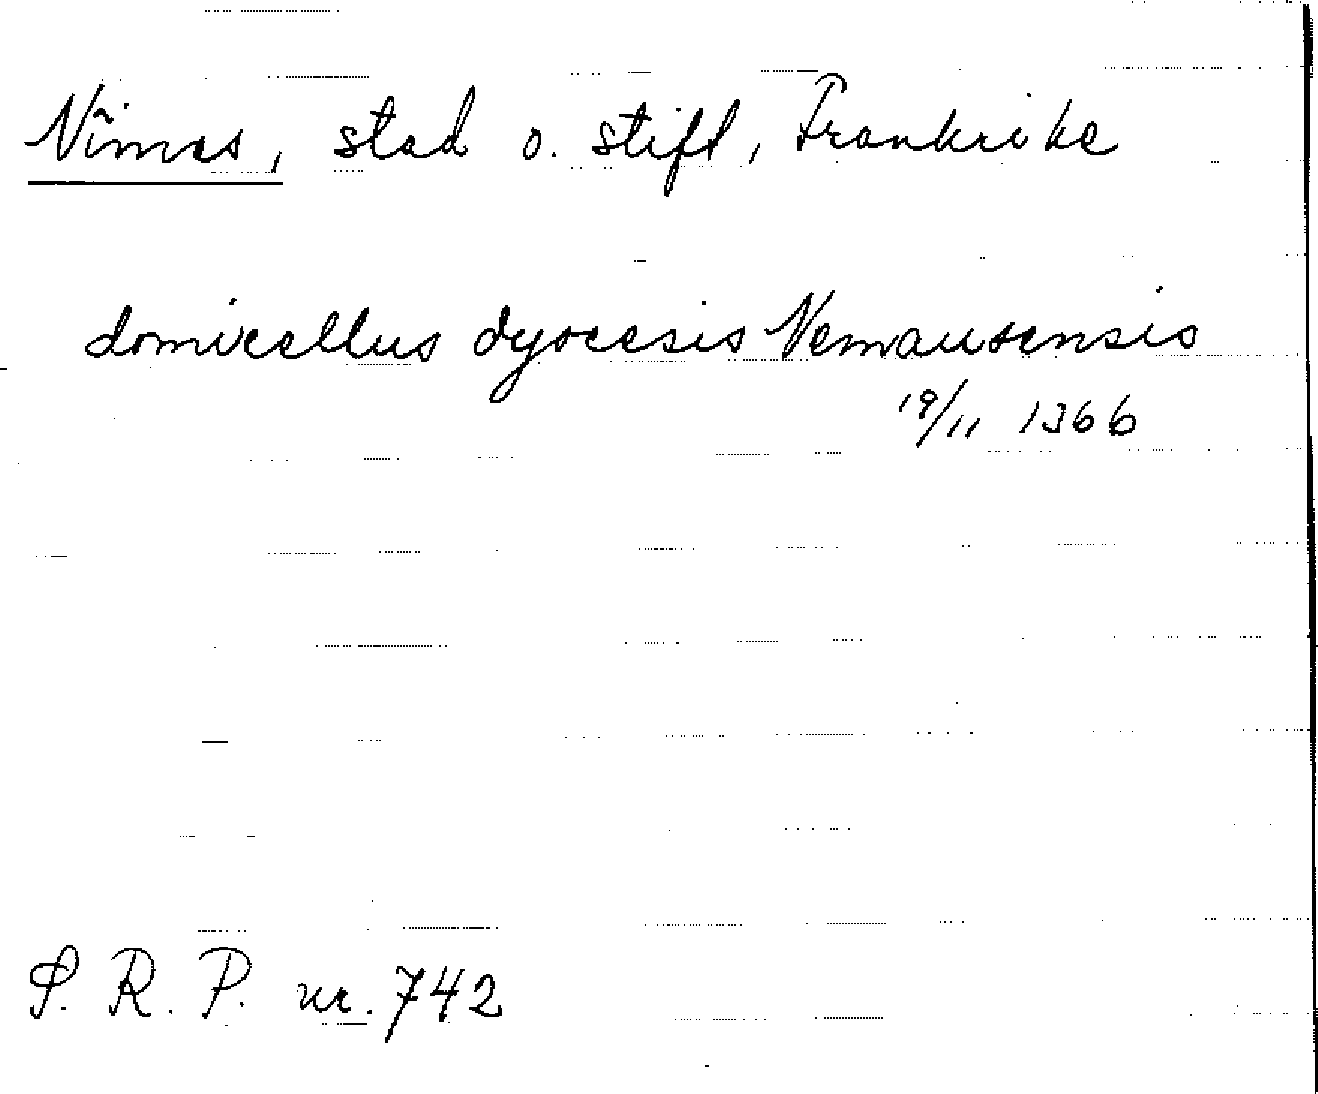 Nîmes, stad o. stift, Frankrike
domicellus dyocesis Nemausensis
19/11 1366
S. R. P. nr. 742